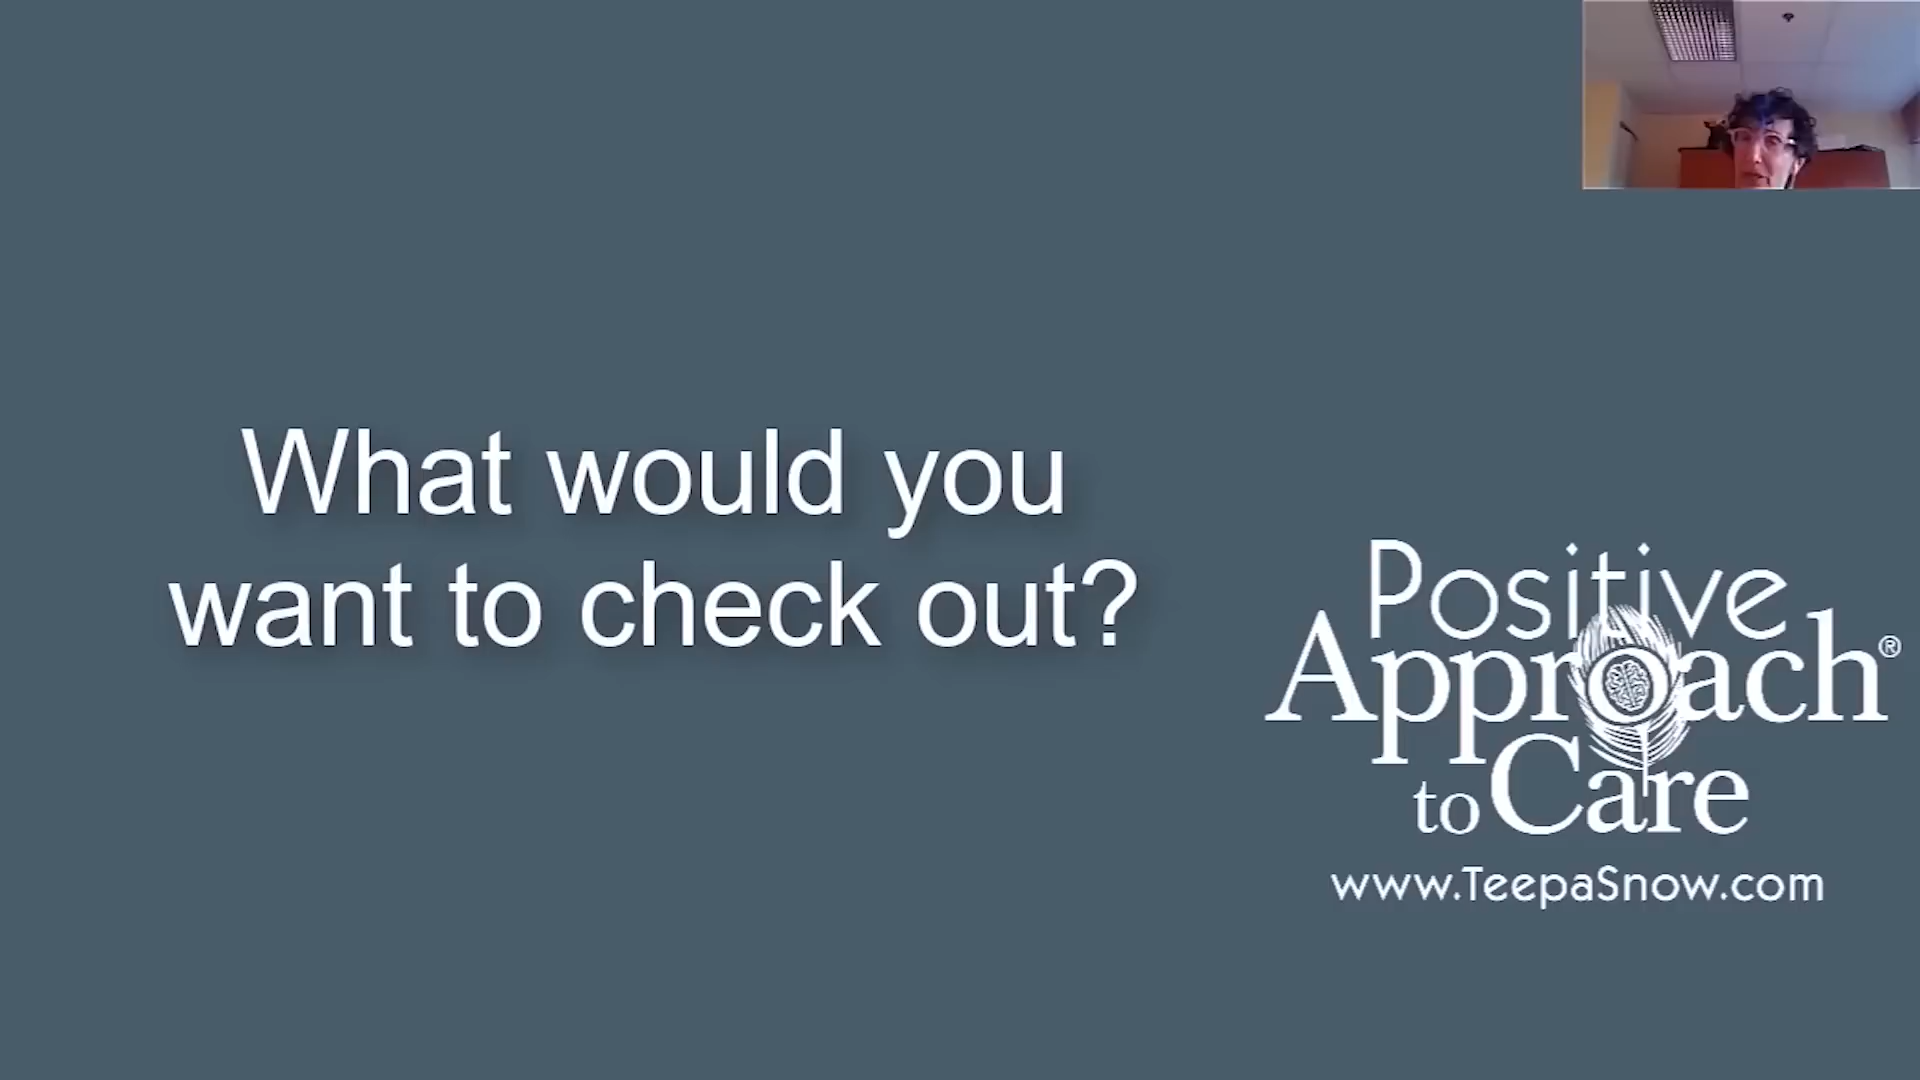 What would you
want to check out?
Positive
Approach®
to Care
www.TeepaSnow.com